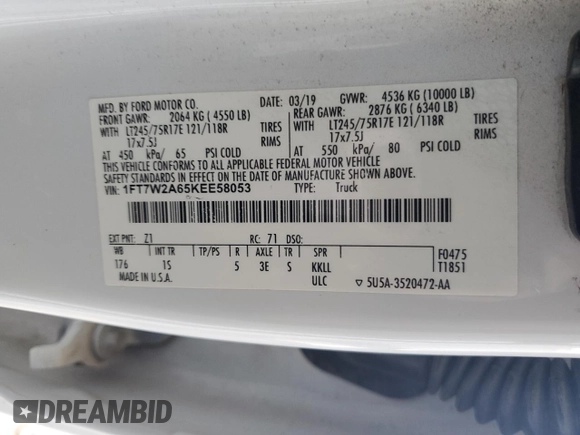 MFD. BY FORD MOTOR CO.
DATE: 03/19 GVWR: 4536 KG (10000 LB)
FRONT GAWR: 2064 KG (4550 LB)
REAR GAWR: 2876 KG (6340 LB)
LT245/75R17E 121/118R TIRES
LT245/75R17E 121/118R TIRES
17x7.5J RIMS
17x7.5J RIMS
AT 450 kPa/ 65 PSI COLD
AT 550 kPa/ 80 PSI COLD
THIS VEHICLE CONFORMS TO ALL APPLICABLE FEDERAL MOTOR VEHICLE
SAFETY STANDARDS IN EFFECT ON THE DATE OF MANUFACTURE SHOWN ABOVE.
VIN: 1FT7W2A65KEE58053 TYPE: Truck
EXT PNT: Z1 RC: 71 DSO:
WB INT TR TP/PS R AXLE TR SPR F0475
176 1S 5 3E S KKLL T1851
MADE IN U.S.A. ULC ▽ 5U5A-3520472-AA
DREAMBID